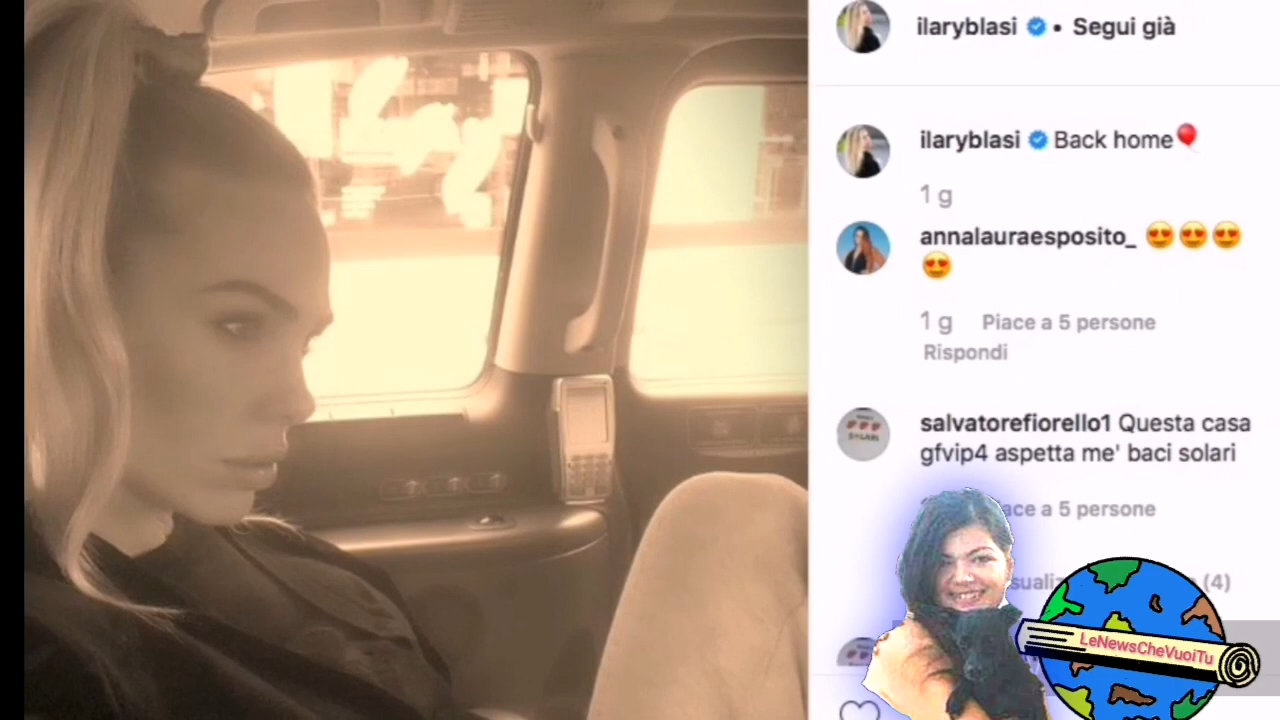 ilaryblasi • Segui già
ilaryblasi Back home🎈
1 g
annalauraesposito_ 😍😍😍
😍
1 g Piace a 5 persone
Rispondi
salvatorefiorello1 Questa casa
gfvip4 aspetta me' baci solari
ace a 5 persone
(4)
LeNewsCheVuoiTu